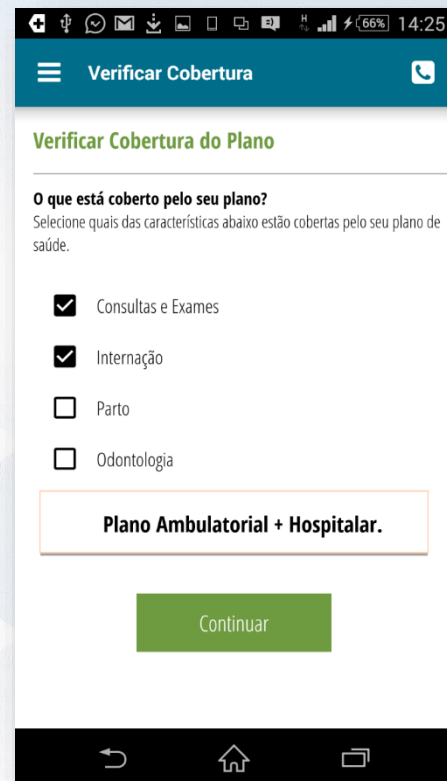 H 66% 14:25
Verificar Cobertura
Verificar Cobertura do Plano
O que está coberto pelo seu plano?
Selecione quais das características abaixo estão cobertas pelo seu plano de
saúde.
Consultas e Exames
Internação
Parto
Odontologia
Plano Ambulatorial + Hospitalar.
Continuar